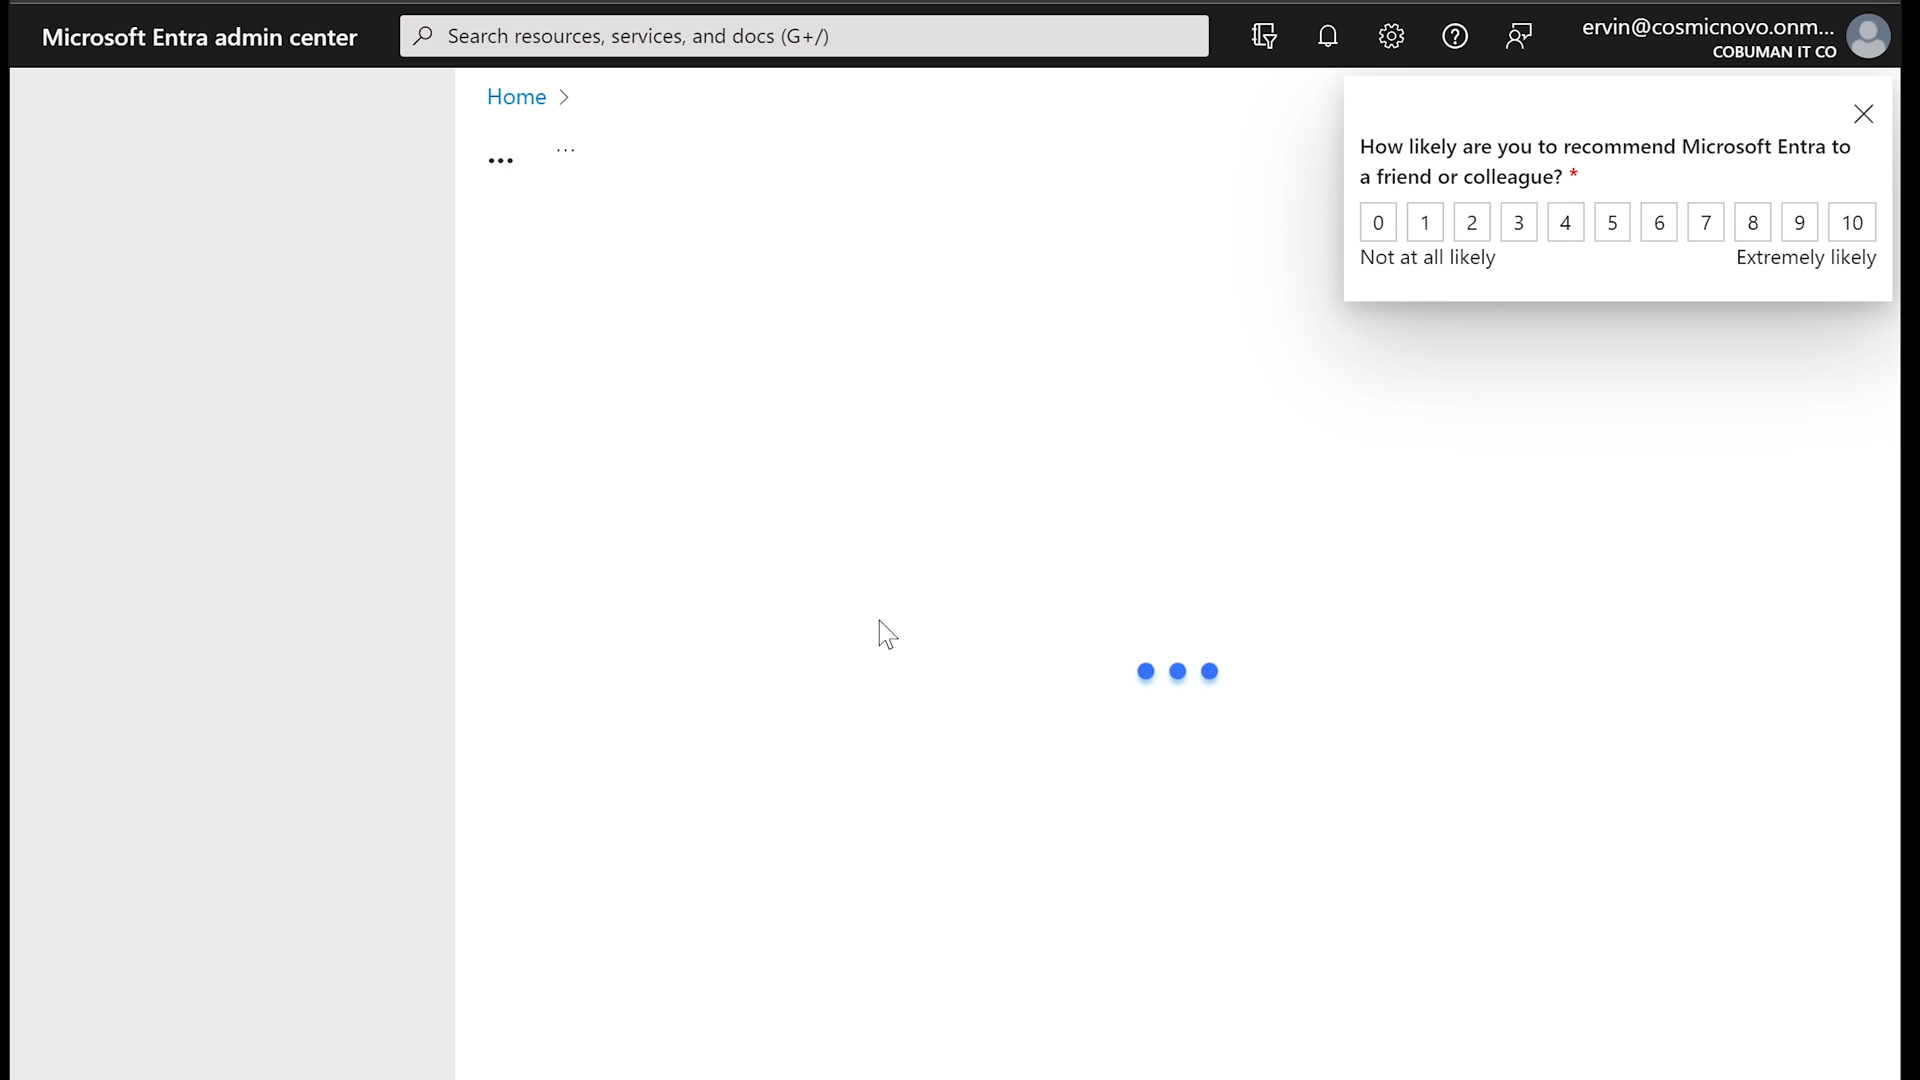 Microsoft Entra admin center
Search resources, services, and docs (G+/)
ervin@cosmicnovo.onm...
COBUMAN IT CO
Home
...
...
How likely are you to recommend Microsoft Entra to
a friend or colleague? *
0 1 2 3 4 5 6 7 8 9 10
Not at all likely Extremely likely